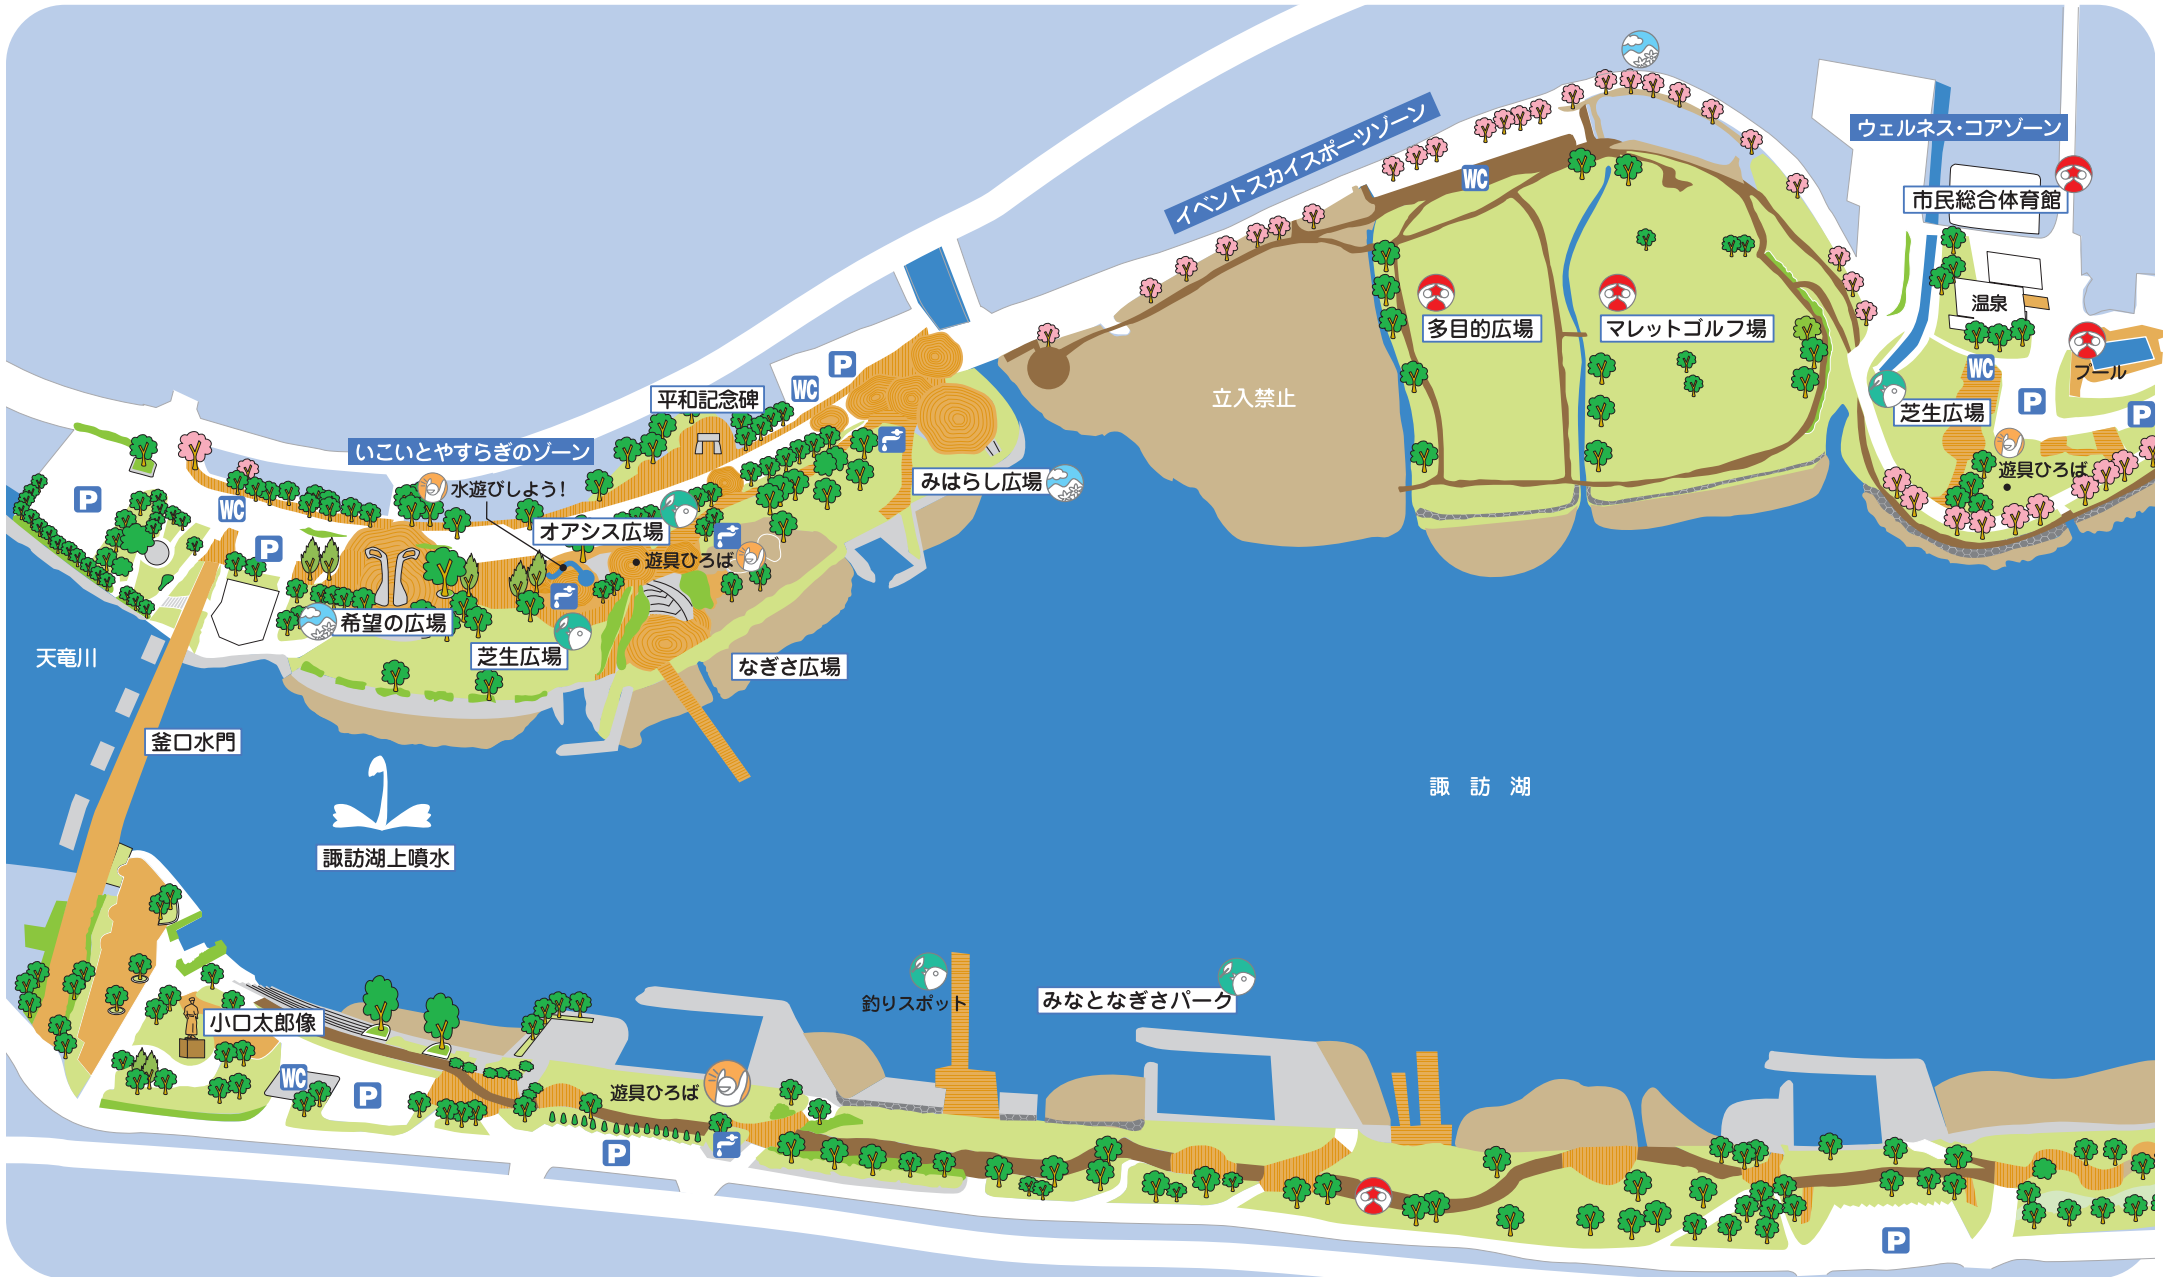 イベントスカイスポーツゾーン
ウェルネス・コアゾーン
WC
市民総合体育館
多目的広場
マレットゴルフ場
温泉
P
WC
平和記念碑
立入禁止
WC
プール
P
芝生広場
P
いこいとやすらぎのゾーン
水遊びしよう!
みはらし広場
遊具ひろば
P
WC
オアシス広場
P
遊具ひろば
希望の広場
芝生広場
なぎさ広場
天竜川
釜口水門
諏訪湖
諏訪湖上噴水
釣りスポット
みなとなぎさパーク
小口太郎像
WC
P
遊具ひろば
P
P